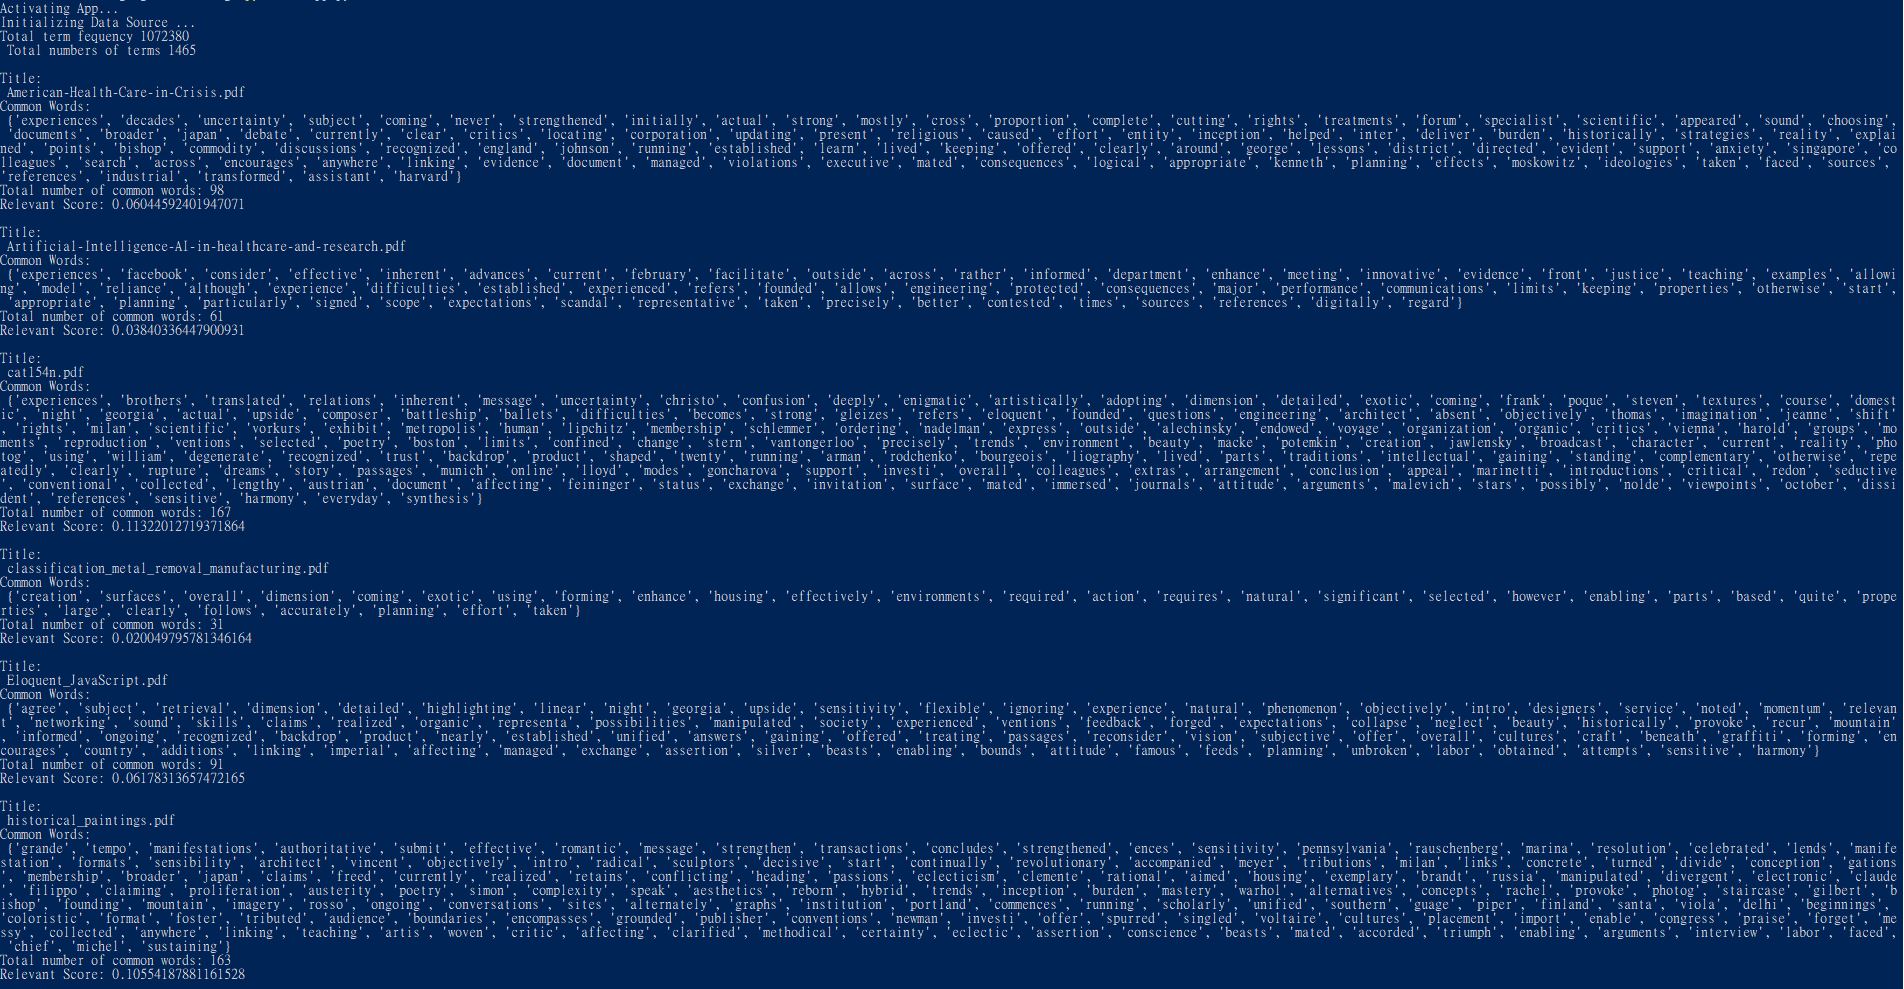 Activating App...
Initializing Data Source ...
Total term fequency 1072380
 Total numbers of terms 1465

Title:
 American-Health-Care-in-Crisis.pdf
Common Words:
 {'experiences', 'decades', 'uncertainty', 'subject', 'coming', 'never', 'strengthened', 'initially', 'actual', 'strong', 'mostly', 'cross', 'proportion', 'complete', 'cutting', 'rights', 'treatments', 'forum', 'specialist', 'scientific', 'appeared', 'sound', 'choosing',
 'documents', 'broader', 'japan', 'debate', 'currently', 'clear', 'critics', 'locating', 'corporation', 'updating', 'present', 'religious', 'caused', 'effort', 'entity', 'inception', 'helped', 'inter', 'deliver', 'burden', 'historically', 'strategies', 'reality', 'explai
ned', 'points', 'bishop', 'commodity', 'discussions', 'recognized', 'england', 'johnson', 'running', 'established', 'learn', 'lived', 'keeping', 'offered', 'clearly', 'around', 'george', 'lessons', 'district', 'directed', 'evident', 'support', 'anxiety', 'singapore', 'co
lleagues', 'search', 'across', 'encourages', 'anywhere', 'linking', 'evidence', 'document', 'managed', 'violations', 'executive', 'mated', 'consequences', 'logical', 'appropriate', 'kenneth', 'planning', 'effects', 'moskowitz', 'ideologies', 'taken', 'faced', 'sources',
'references', 'industrial', 'transformed', 'assistant', 'harvard'}
Total number of common words: 98
Relevant Score: 0.06044592401947071

Title:
 Artificial-Intelligence-AI-in-healthcare-and-research.pdf
Common Words:
 {'experiences', 'facebook', 'consider', 'effective', 'inherent', 'advances', 'current', 'february', 'facilitate', 'outside', 'across', 'rather', 'informed', 'department', 'enhance', 'meeting', 'innovative', 'evidence', 'front', 'justice', 'teaching', 'examples', 'allowi
ng', 'model', 'reliance', 'although', 'experience', 'difficulties', 'established', 'experienced', 'refers', 'founded', 'allows', 'engineering', 'protected', 'consequences', 'major', 'performance', 'communications', 'limits', 'keeping', 'properties', 'otherwise', 'start',
 'appropriate', 'planning', 'particularly', 'signed', 'scope', 'expectations', 'scandal', 'representative', 'taken', 'precisely', 'better', 'contested', 'times', 'sources', 'references', 'digitally', 'regard'}
Total number of common words: 61
Relevant Score: 0.03840336447900931

Title:
 cat154n.pdf
Common Words:
 {'experiences', 'brothers', 'translated', 'relations', 'inherent', 'message', 'uncertainty', 'christo', 'confusion', 'deeply', 'enigmatic', 'artistically', 'adopting', 'dimension', 'detailed', 'exotic', 'coming', 'frank', 'poque', 'steven', 'textures', 'course', 'domest
ic', 'night', 'georgia', 'actual', 'upside', 'composer', 'battleship', 'ballets', 'difficulties', 'becomes', 'strong', 'gleizes', 'refers', 'eloquent', 'founded', 'questions', 'engineering', 'architect', 'absent', 'objectively', 'thomas', 'imagination', 'jeanne', 'shift'
, 'rights', 'milan', 'scientific', 'vorkurs', 'exhibit', 'metropolis', 'human', 'lipchitz', 'membership', 'schlemmer', 'ordering', 'nadelman', 'express', 'outside', 'alechinsky', 'endowed', 'voyage', 'organization', 'organic', 'critics', 'vienna', 'harold', 'groups', 'mo
ments', 'reproduction', 'ventions', 'selected', 'poetry', 'boston', 'limits', 'confined', 'change', 'stern', 'vantongerloo', 'precisely', 'trends', 'environment', 'beauty', 'macke', 'potemkin', 'creation', 'jawlensky', 'broadcast', 'character', 'current', 'reality', 'pho
tog', 'using', 'william', 'degenerate', 'recognized', 'trust', 'backdrop', 'product', 'shaped', 'twenty', 'running', 'arman', 'rodchenko', 'bourgeois', 'liography', 'lived', 'parts', 'traditions', 'intellectual', 'gaining', 'standing', 'complementary', 'otherwise', 'repe
atedly', 'clearly', 'rupture', 'dreams', 'story', 'passages', 'munich', 'online', 'lloyd', 'modes', 'goncharova', 'support', 'investi', 'overall', 'colleagues', 'extras', 'arrangement', 'conclusion', 'appeal', 'marinetti', 'introductions', 'critical', 'redon', 'seductive
', 'conventional', 'collected', 'lengthy', 'austrian', 'document', 'affecting', 'feininger', 'status', 'exchange', 'invitation', 'surface', 'mated', 'immersed', 'journals', 'attitude', 'arguments', 'malevich', 'stars', 'possibly', 'nolde', 'viewpoints', 'october', 'dissi
dent', 'references', 'sensitive', 'harmony', 'everyday', 'synthesis'}
Total number of common words: 167
Relevant Score: 0.11322012719371864

Title:
 classification_metal_removal_manufacturing.pdf
Common Words:
 {'creation', 'surfaces', 'overall', 'dimension', 'coming', 'exotic', 'using', 'forming', 'enhance', 'housing', 'effectively', 'environments', 'required', 'action', 'requires', 'natural', 'significant', 'selected', 'however', 'enabling', 'parts', 'based', 'quite', 'prope
rties', 'large', 'clearly', 'follows', 'accurately', 'planning', 'effort', 'taken'}
Total number of common words: 31
Relevant Score: 0.020049795781346164

Title:
 Eloquent_JavaScript.pdf
Common Words:
 {'agree', 'subject', 'retrieval', 'dimension', 'detailed', 'highlighting', 'linear', 'night', 'georgia', 'upside', 'sensitivity', 'flexible', 'ignoring', 'experience', 'natural', 'phenomenon', 'objectively', 'intro', 'designers', 'service', 'noted', 'momentum', 'relevan
t', 'networking', 'sound', 'skills', 'claims', 'realized', 'organic', 'representa', 'possibilities', 'manipulated', 'society', 'experienced', 'ventions', 'feedback', 'forged', 'expectations', 'collapse', 'neglect', 'beauty', 'historically', 'provoke', 'recur', 'mountain'
, 'informed', 'ongoing', 'recognized', 'backdrop', 'product', 'nearly', 'established', 'unified', 'answers', 'gaining', 'offered', 'treating', 'passages', 'reconsider', 'vision', 'subjective', 'offer', 'overall', 'cultures', 'craft', 'beneath', 'graffiti', 'forming', 'en
courages', 'country', 'additions', 'linking', 'imperial', 'affecting', 'managed', 'exchange', 'assertion', 'silver', 'beasts', 'enabling', 'bounds', 'attitude', 'famous', 'feeds', 'planning', 'unbroken', 'labor', 'obtained', 'attempts', 'sensitive', 'harmony'}
Total number of common words: 91
Relevant Score: 0.06178313657472165

Title:
 historical_paintings.pdf
Common Words:
 {'grande', 'tempo', 'manifestations', 'authoritative', 'submit', 'effective', 'romantic', 'message', 'strengthen', 'transactions', 'concludes', 'strengthened', 'ences', 'sensitivity', 'pennsylvania', 'rauschenberg', 'marina', 'resolution', 'celebrated', 'lends', 'manife
station', 'formats', 'sensibility', 'architect', 'vincent', 'objectively', 'intro', 'radical', 'sculptors', 'decisive', 'start', 'continually', 'revolutionary', 'accompanied', 'meyer', 'tributions', 'milan', 'links', 'concrete', 'turned', 'divide', 'conception', 'gations
', 'membership', 'broader', 'japan', 'claims', 'freed', 'currently', 'realized', 'retains', 'conflicting', 'heading', 'passions', 'eclecticism', 'clemente', 'rational', 'aimed', 'housing', 'exemplary', 'brandt', 'russia', 'manipulated', 'divergent', 'electronic', 'claude
', 'filippo', 'claiming', 'proliferation', 'austerity', 'poetry', 'simon', 'complexity', 'speak', 'aesthetics', 'reborn', 'hybrid', 'trends', 'inception', 'burden', 'mastery', 'warhol', 'alternatives', 'concepts', 'rachel', 'provoke', 'photog', 'staircase', 'gilbert', 'b
ishop', 'founding', 'mountain', 'imagery', 'rosso', 'ongoing', 'conversations', 'sites', 'alternately', 'graphs', 'institution', 'portland', 'commences', 'running', 'scholarly', 'unified', 'southern', 'guage', 'piper', 'finland', 'santa', 'viola', 'delhi', 'beginnings',
'coloristic', 'format', 'foster', 'tributed', 'audience', 'boundaries', 'encompasses', 'grounded', 'publisher', 'conventions', 'newman', 'investi', 'offer', 'spurred', 'singled', 'voltaire', 'cultures', 'placement', 'import', 'enable', 'congress', 'praise', 'forget', 'me
ssy', 'collected', 'anywhere', 'linking', 'teaching', 'artis', 'woven', 'critic', 'affecting', 'clarified', 'methodical', 'certainty', 'eclectic', 'assertion', 'conscience', 'beasts', 'mated', 'accorded', 'triumph', 'enabling', 'arguments', 'interview', 'labor', 'faced',
 'chief', 'michel', 'sustaining'}
Total number of common words: 163
Relevant Score: 0.10554187881161528